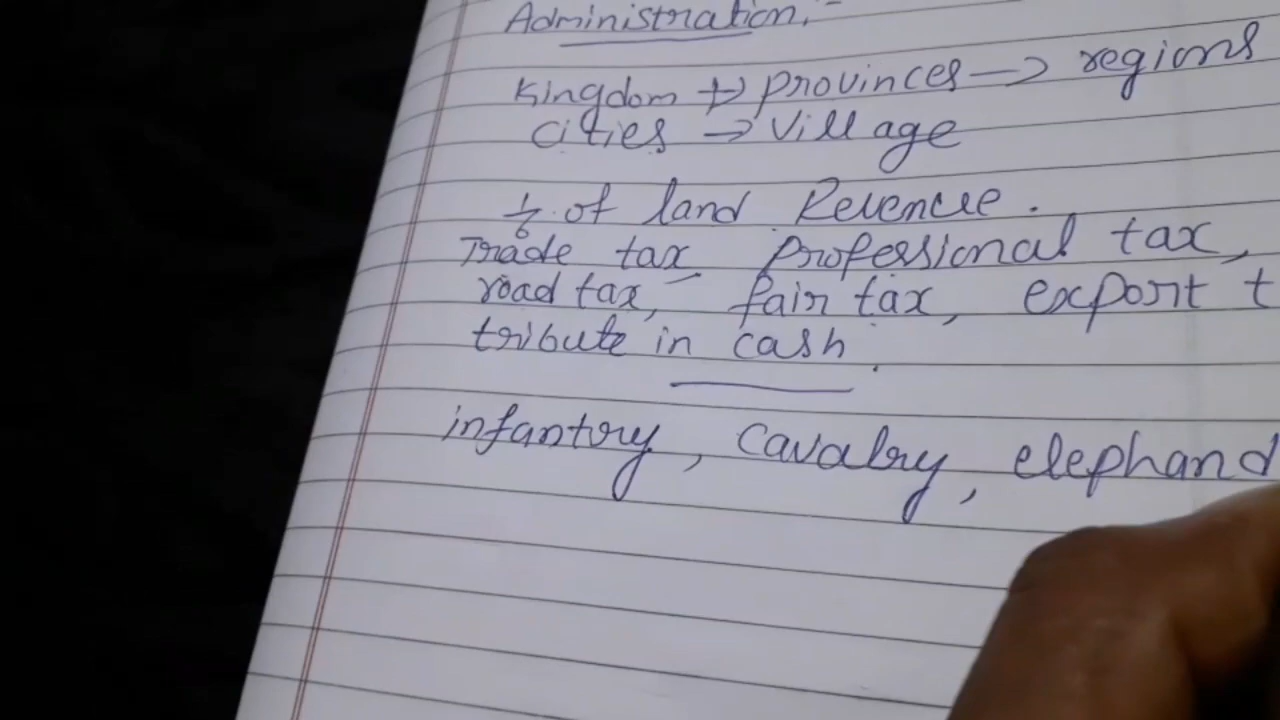 Administration.-
Kingdom → provinces → regions
cities → village
1/6 of land Revenue.
Trade tax Professional tax,
road tax, fair tax, export t
tribute in cash.
infantory, cavalry, elephand